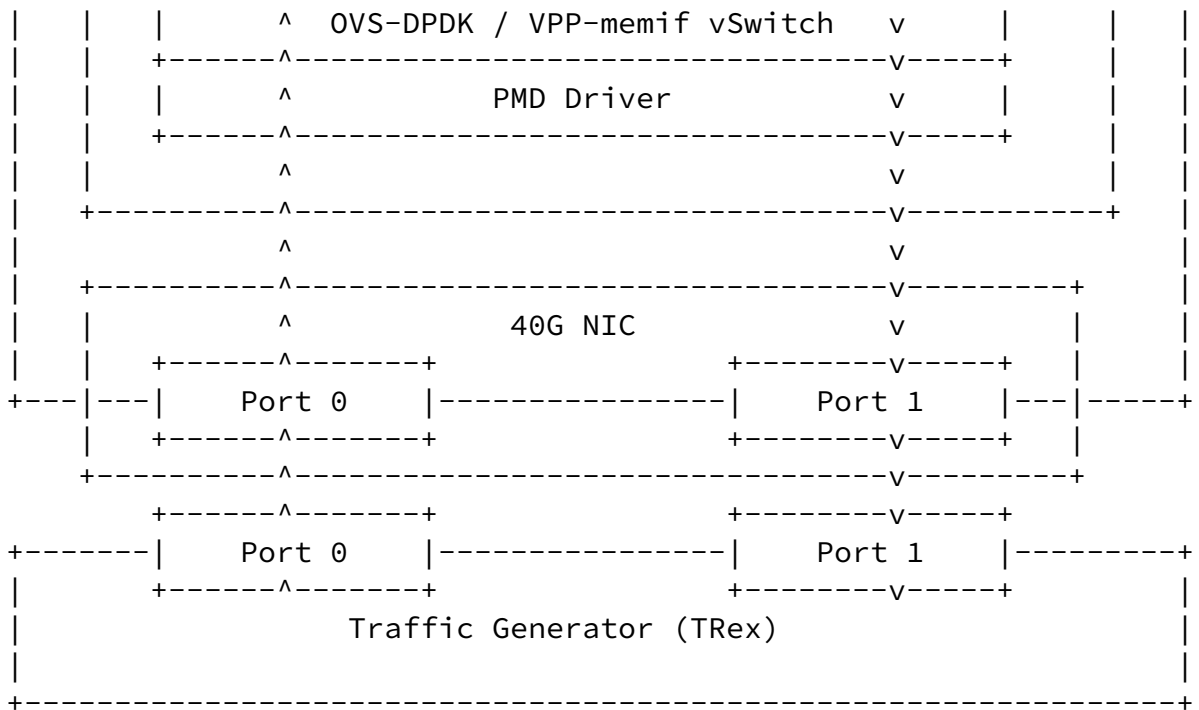 OVS-DPDK / VPP-memif vSwitch
PMD Driver
40G NIC
Port 0 Port 1
Port 0 Port 1
Traffic Generator (TRex)